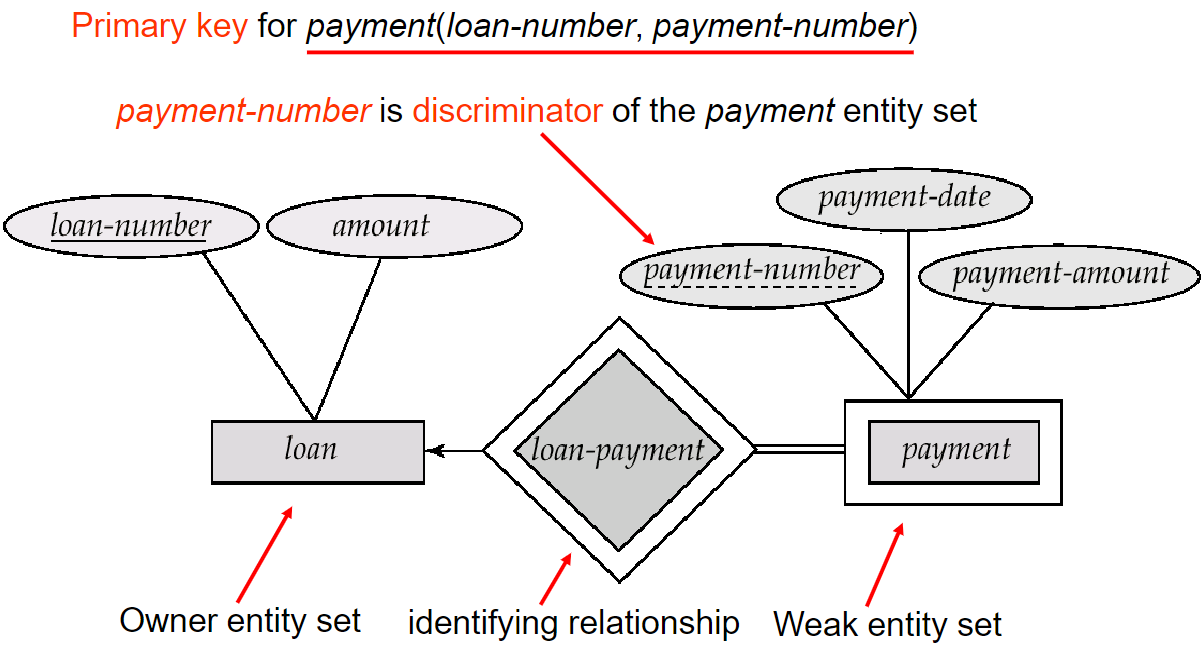 Primary key for payment(loan-number, payment-number)
payment-number is discriminator of the payment entity set
payment-date
loan-number
amount
payment-number
payment-amount
loan
loan-payment
payment
Owner entity set
identifying relationship
Weak entity set